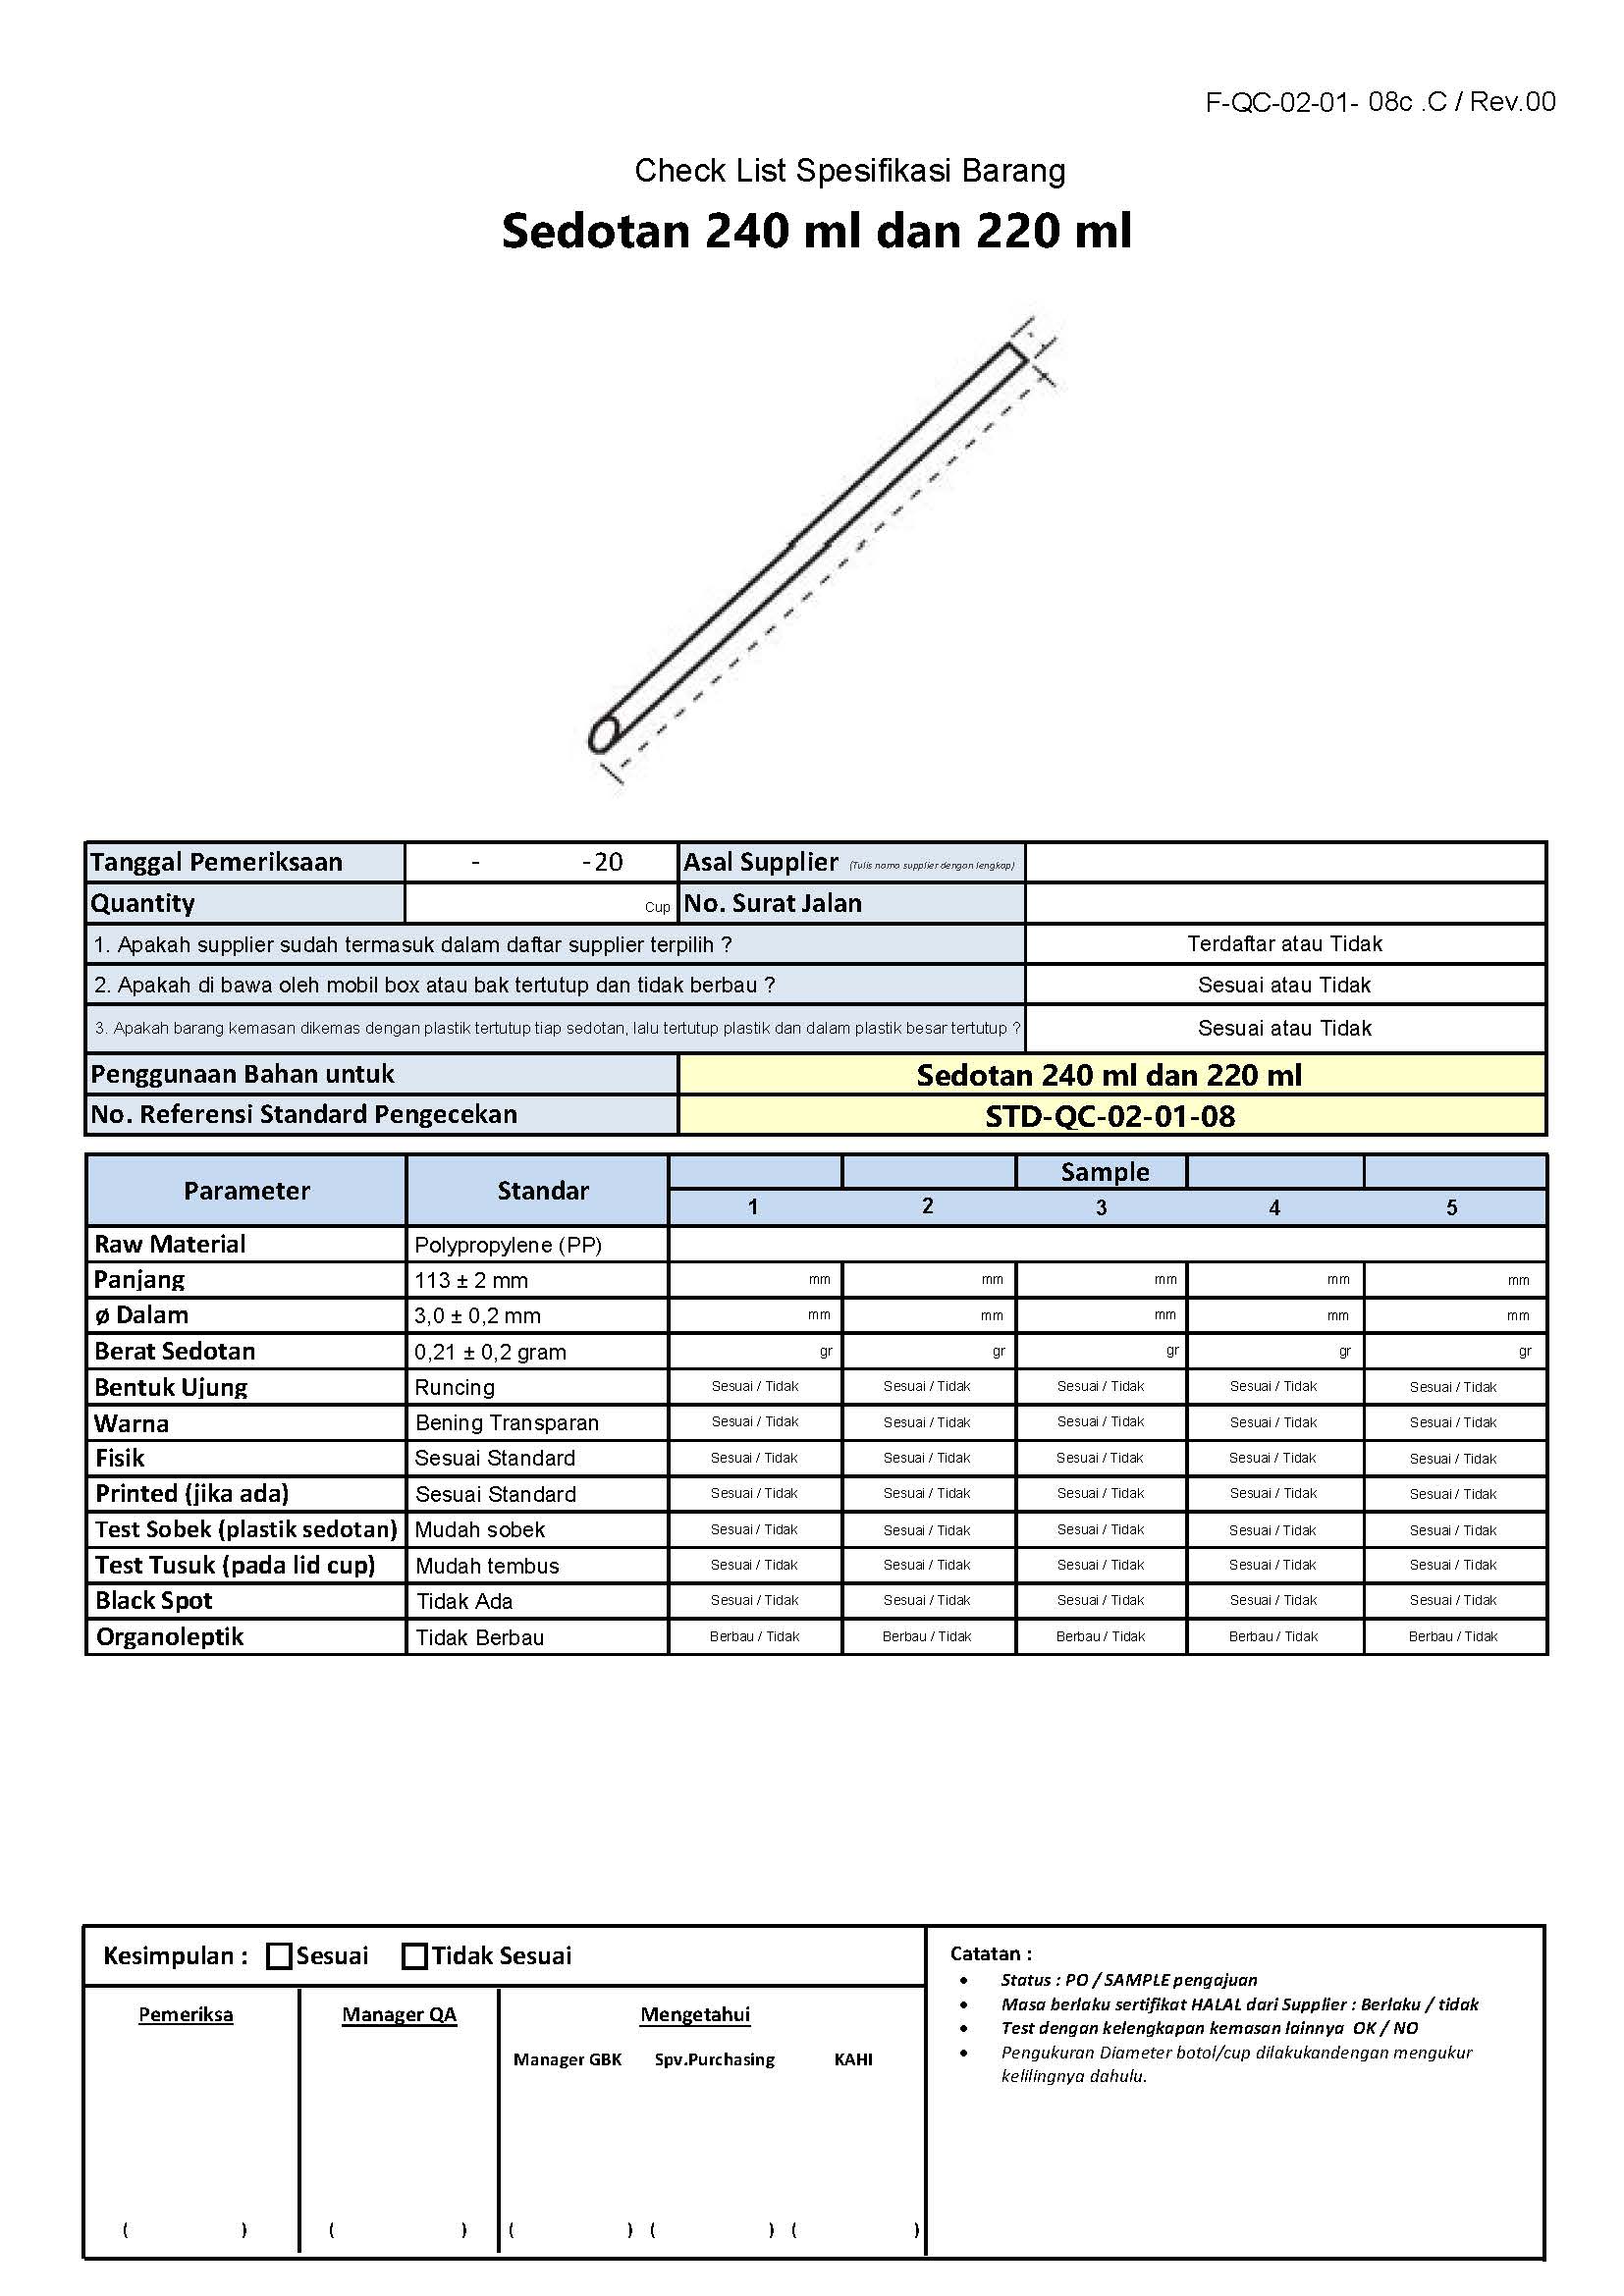 F-QC-02-01- 08c .C / Rev.00
Check List Spesifikasi Barang
Sedotan 240 ml dan 220 ml
Tanggal Pemeriksaan - -20 Asal Supplier (Tulis nama supplier dengan lengkap)
Quantity Cup No. Surat Jalan
1. Apakah supplier sudah termasuk dalam daftar supplier terpilih ? Terdaftar atau Tidak
2. Apakah di bawa oleh mobil box atau bak tertutup dan tidak berbau ? Sesuai atau Tidak
3. Apakah barang kemasan dikemas dengan plastik tertutup tiap sedotan, lalu tertutup plastik dan dalam plastik besar tertutup ? Sesuai atau Tidak
Penggunaan Bahan untuk Sedotan 240 ml dan 220 ml
No. Referensi Standard Pengecekan STD-QC-02-01-08
Parameter Standar Sample
1 2 3 4 5
Raw Material Polypropylene (PP)
Panjang 113 ± 2 mm mm mm mm mm mm
ø Dalam 3,0 ± 0,2 mm mm mm mm mm mm
Berat Sedotan 0,21 ± 0,2 gram gr gr gr gr gr
Bentuk Ujung Runcing Sesuai / Tidak Sesuai / Tidak Sesuai / Tidak Sesuai / Tidak Sesuai / Tidak
Warna Bening Transparan Sesuai / Tidak Sesuai / Tidak Sesuai / Tidak Sesuai / Tidak Sesuai / Tidak
Fisik Sesuai Standard Sesuai / Tidak Sesuai / Tidak Sesuai / Tidak Sesuai / Tidak Sesuai / Tidak
Printed (jika ada) Sesuai Standard Sesuai / Tidak Sesuai / Tidak Sesuai / Tidak Sesuai / Tidak Sesuai / Tidak
Test Sobek (plastik sedotan) Mudah sobek Sesuai / Tidak Sesuai / Tidak Sesuai / Tidak Sesuai / Tidak Sesuai / Tidak
Test Tusuk (pada lid cup) Mudah tembus Sesuai / Tidak Sesuai / Tidak Sesuai / Tidak Sesuai / Tidak Sesuai / Tidak
Black Spot Tidak Ada Sesuai / Tidak Sesuai / Tidak Sesuai / Tidak Sesuai / Tidak Sesuai / Tidak
Organoleptik Tidak Berbau Berbau / Tidak Berbau / Tidak Berbau / Tidak Berbau / Tidak Berbau / Tidak
Kesimpulan : Sesuai Tidak Sesuai
Pemeriksa Manager QA Mengetahui
Manager GBK Spv.Purchasing KAHI
( ) ( ) ( ) ( ) ( )
Catatan :
• Status : PO / SAMPLE pengajuan
• Masa berlaku sertifikat HALAL dari Supplier : Berlaku / tidak
• Test dengan kelengkapan kemasan lainnya OK / NO
• Pengukuran Diameter botol/cup dilakukandengan mengukur
kelilingnya dahulu.